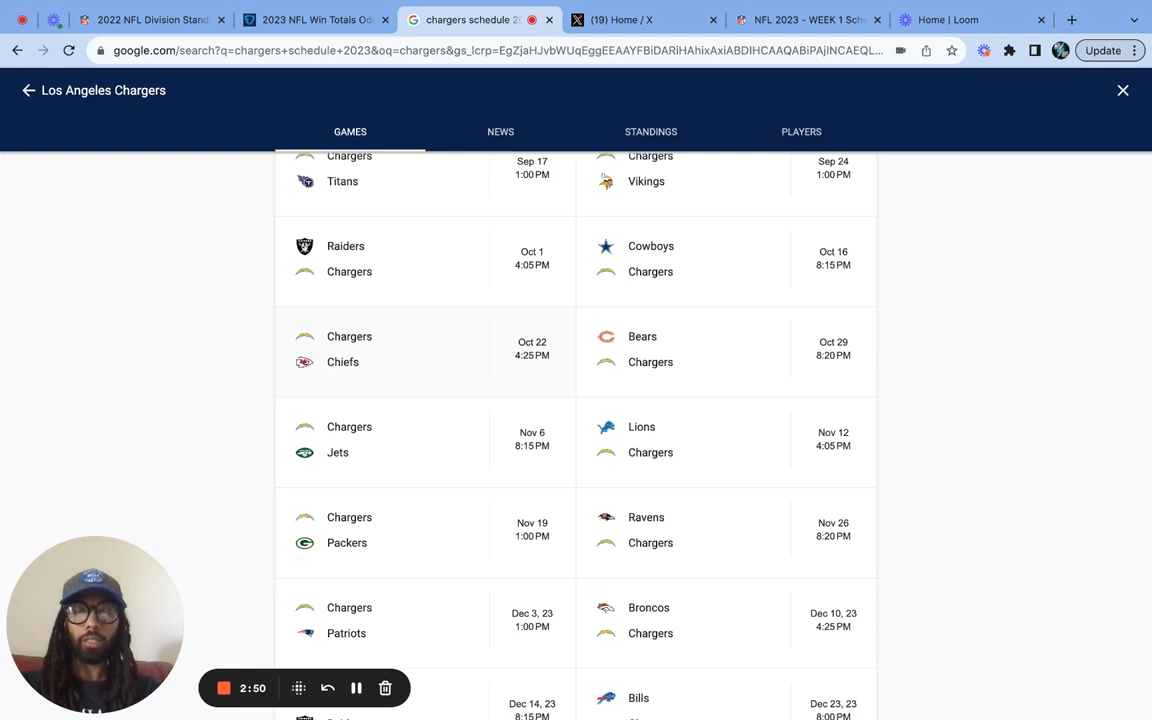 2022 NFL Division Stand
2023 NFL Win Totals Od
chargers schedule 2
(19) Home / X
NFL 2023 - WEEK 1 Sch
Home | Loom
google.com/search?q=chargers+schedule+2023&oq=chargers&gs_lcrp=EgZjaHJvbWUqEggEEAAYFBiDARiHAhixAxiABDIHCAAQABiPAjINCAEQL...
Update
Los Angeles Chargers
GAMES
NEWS
STANDINGS
PLAYERS
Chargers
Titans
Sep 17
1:00 PM
Chargers
Vikings
Sep 24
1:00 PM
Raiders
Chargers
Oct 1
4:05 PM
Cowboys
Chargers
Oct 16
8:15 PM
Chargers
Chiefs
Oct 22
4:25 PM
Bears
Chargers
Oct 29
8:20 PM
Chargers
Jets
Nov 6
8:15 PM
Lions
Chargers
Nov 12
4:05 PM
Chargers
Packers
Nov 19
1:00 PM
Ravens
Chargers
Nov 26
8:20 PM
Chargers
Patriots
Dec 3, 23
1:00 PM
Broncos
Chargers
Dec 10, 23
4:25 PM
Dec 14, 23
8:15 PM
Bills
Dec 23, 23
8:00 PM
2:50